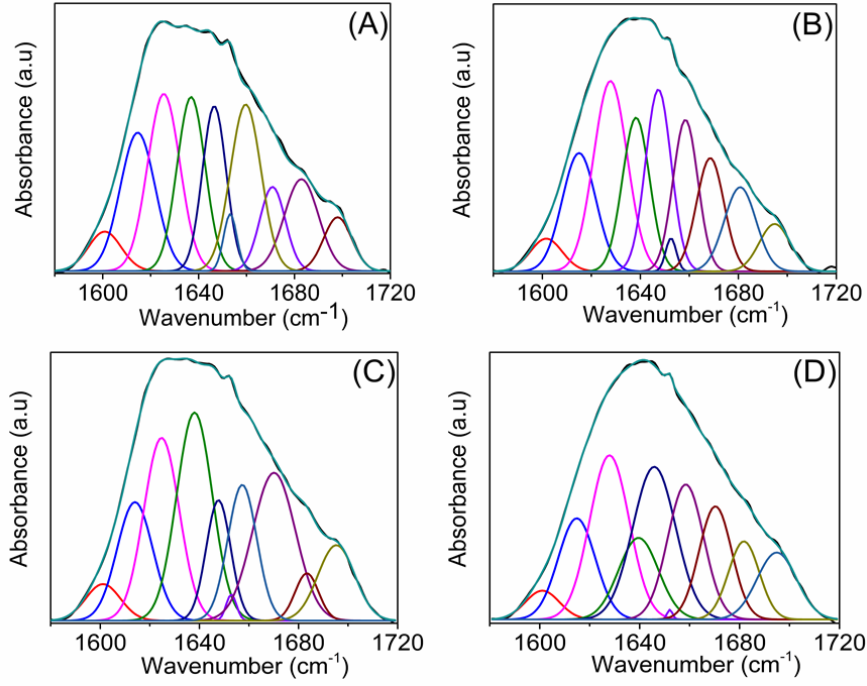 (A)
Absorbance (a.u)
1600 1640 1680 1720
Wavenumber (cm-1)
(B)
Absorbance (a.u)
1600 1640 1680 1720
Wavenumber (cm-1)
(C)
Absorbance (a.u)
1600 1640 1680 1720
Wavenumber (cm-1)
(D)
Absorbance (a.u)
1600 1640 1680 1720
Wavenumber (cm-1)